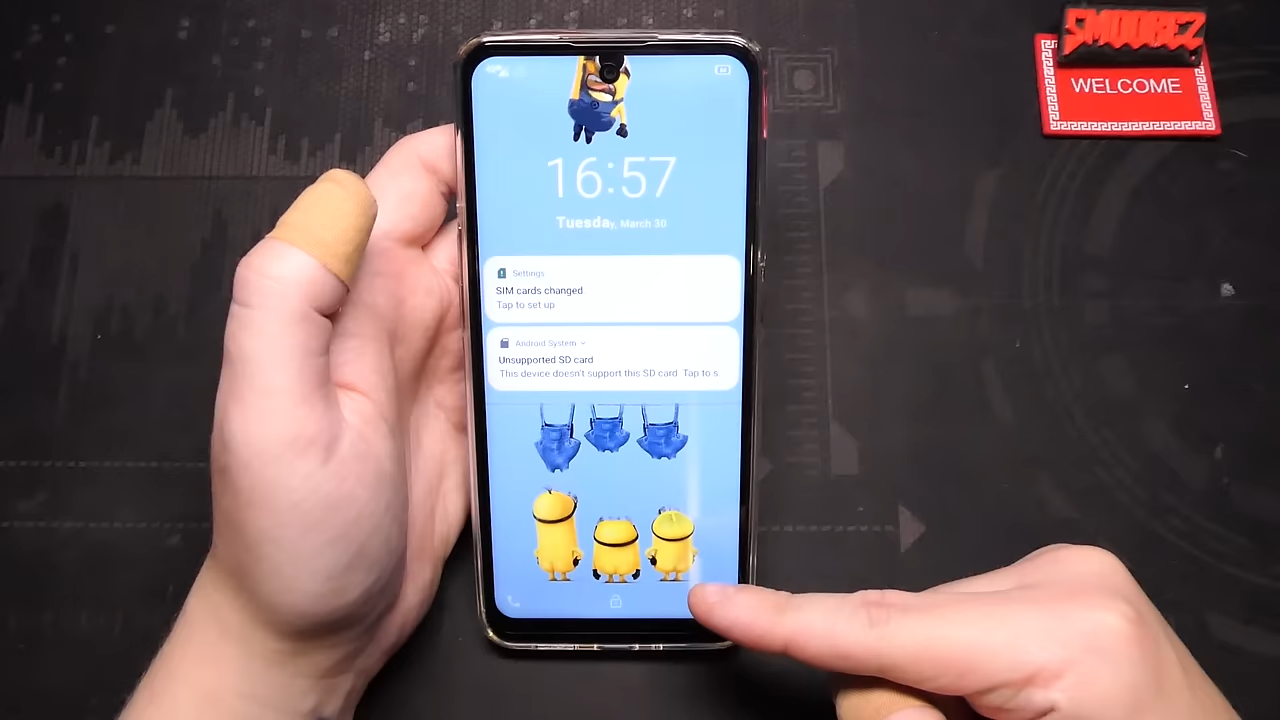 SMOOREZ
WELCOME
16:57
Tuesday, March 30
Settings
SIM cards changed
Tap to set up
Android System
Unsupported SD card
This device doesn't support this SD card. Tap to s